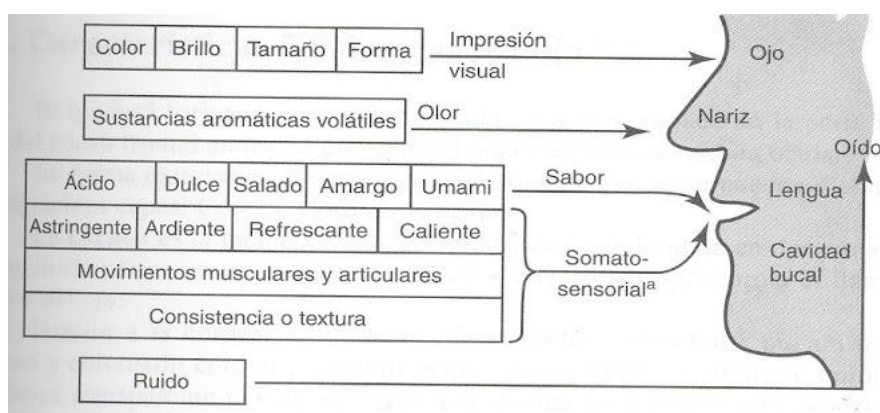 Color Brillo Tamaño Forma
Impresión
visual
Ojo
Sustancias aromáticas volátiles
Olor
Nariz
Oído
Ácido Dulce Salado Amargo Umami
Sabor
Lengua
Astringente Ardiente Refrescante Caliente
Movimientos musculares y articulares
Consistencia o textura
Somato-
sensorialª
Cavidad
bucal
Ruido